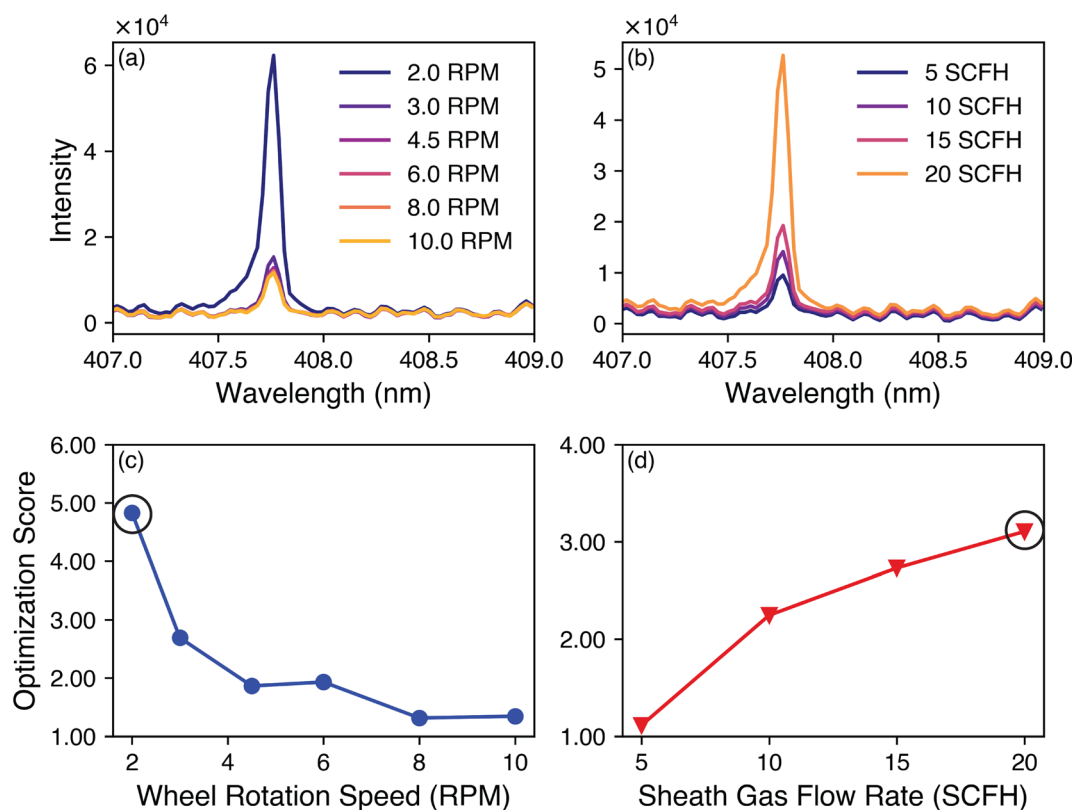 ×10⁴
(a)
6
4
2
0
Intensity
2.0 RPM
3.0 RPM
4.5 RPM
6.0 RPM
8.0 RPM
10.0 RPM
407.0 407.5 408.0 408.5 409.0
Wavelength (nm)
×10⁴
(b)
5
4
3
2
1
0
5 SCFH
10 SCFH
15 SCFH
20 SCFH
407.0 407.5 408.0 408.5 409.0
Wavelength (nm)
(c)
6.00
5.00
4.00
3.00
2.00
1.00
Optimization Score
2 4 6 8 10
Wheel Rotation Speed (RPM)
(d)
4.00
3.00
2.00
1.00
5 10 15 20
Sheath Gas Flow Rate (SCFH)